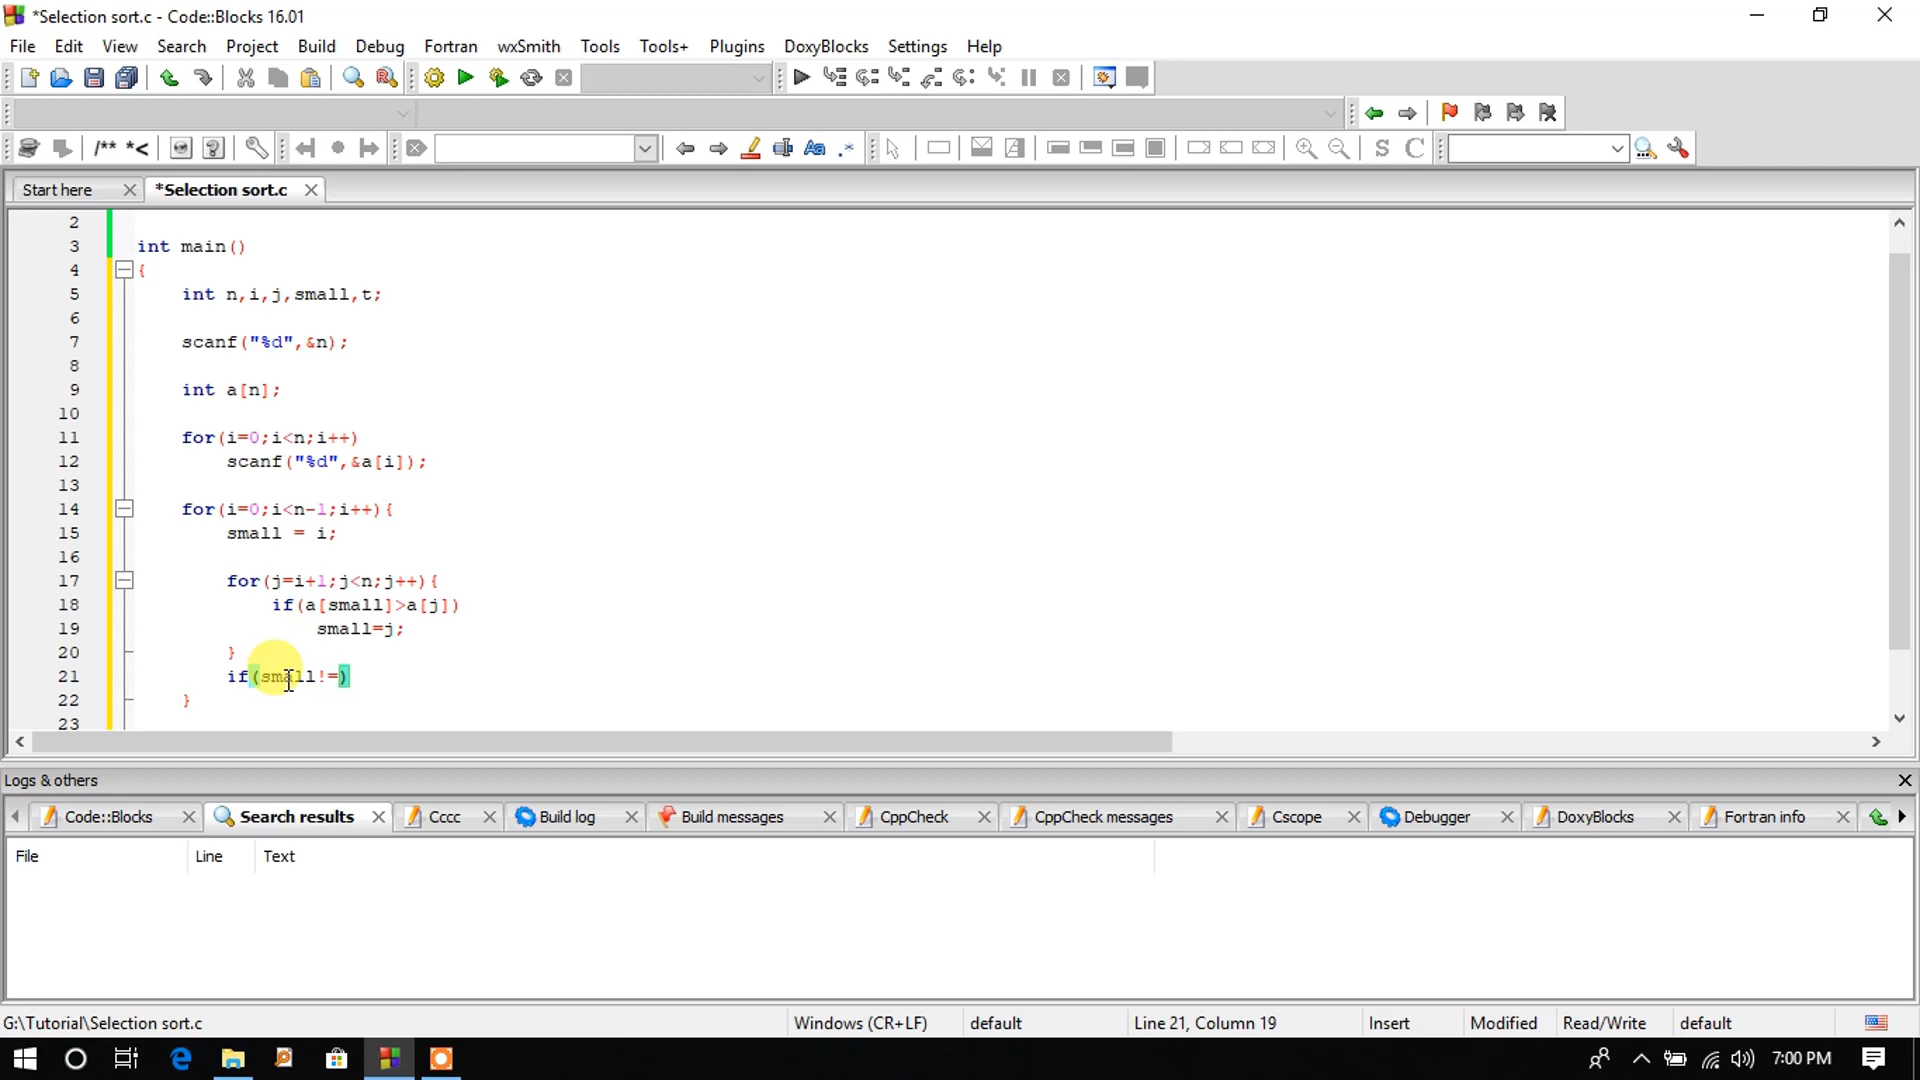 *Selection sort.c - Code::Blocks 16.01
File Edit View Search Project Build Debug Fortran wxSmith Tools Tools+ Plugins DoxyBlocks Settings Help
/** *<
Aa .* S C
Start here *Selection sort.c
2
3 int main()
4 {
5 int n,i,j,small,t;
6
7 scanf("%d",&n);
8
9 int a[n];
10
11 for(i=0;i<n;i++)
12 scanf("%d",&a[i]);
13
14 for(i=0;i<n-1;i++){
15 small = i;
16
17 for(j=i+1;j<n;j++){
18 if(a[small]>a[j])
19 small=j;
20 }
21 if(small!=)
22 }
23
Logs & others
Code::Blocks Search results Cccc Build log Build messages CppCheck CppCheck messages Cscope Debugger DoxyBlocks Fortran info
File Line Text
G:\Tutorial\Selection sort.c Windows (CR+LF) default Line 21, Column 19 Insert Modified Read/Write default
7:00 PM